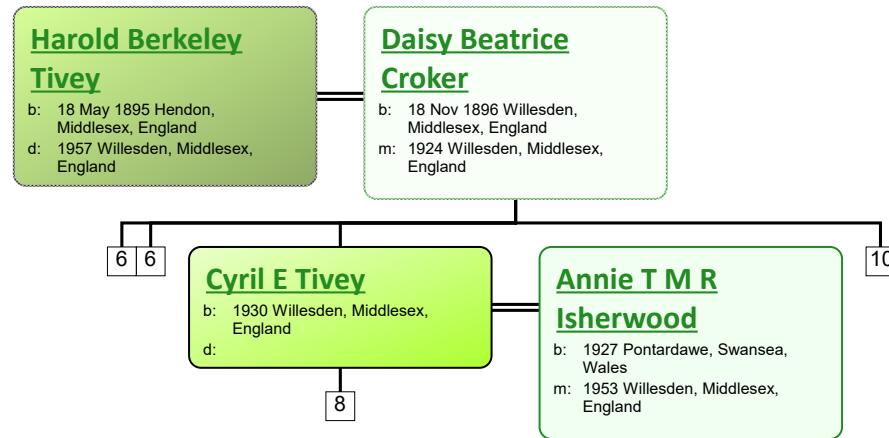 Harold Berkeley
Tivey
b: 18 May 1895 Hendon,
Middlesex, England
d: 1957 Willesden, Middlesex,
England
Daisy Beatrice
Croker
b: 18 Nov 1896 Willesden,
Middlesex, England
m: 1924 Willesden, Middlesex,
England
6 6
10
Cyril E Tivey
b: 1930 Willesden, Middlesex,
England
d:
Annie T M R
Isherwood
b: 1927 Pontardawe, Swansea,
Wales
m: 1953 Willesden, Middlesex,
England
8